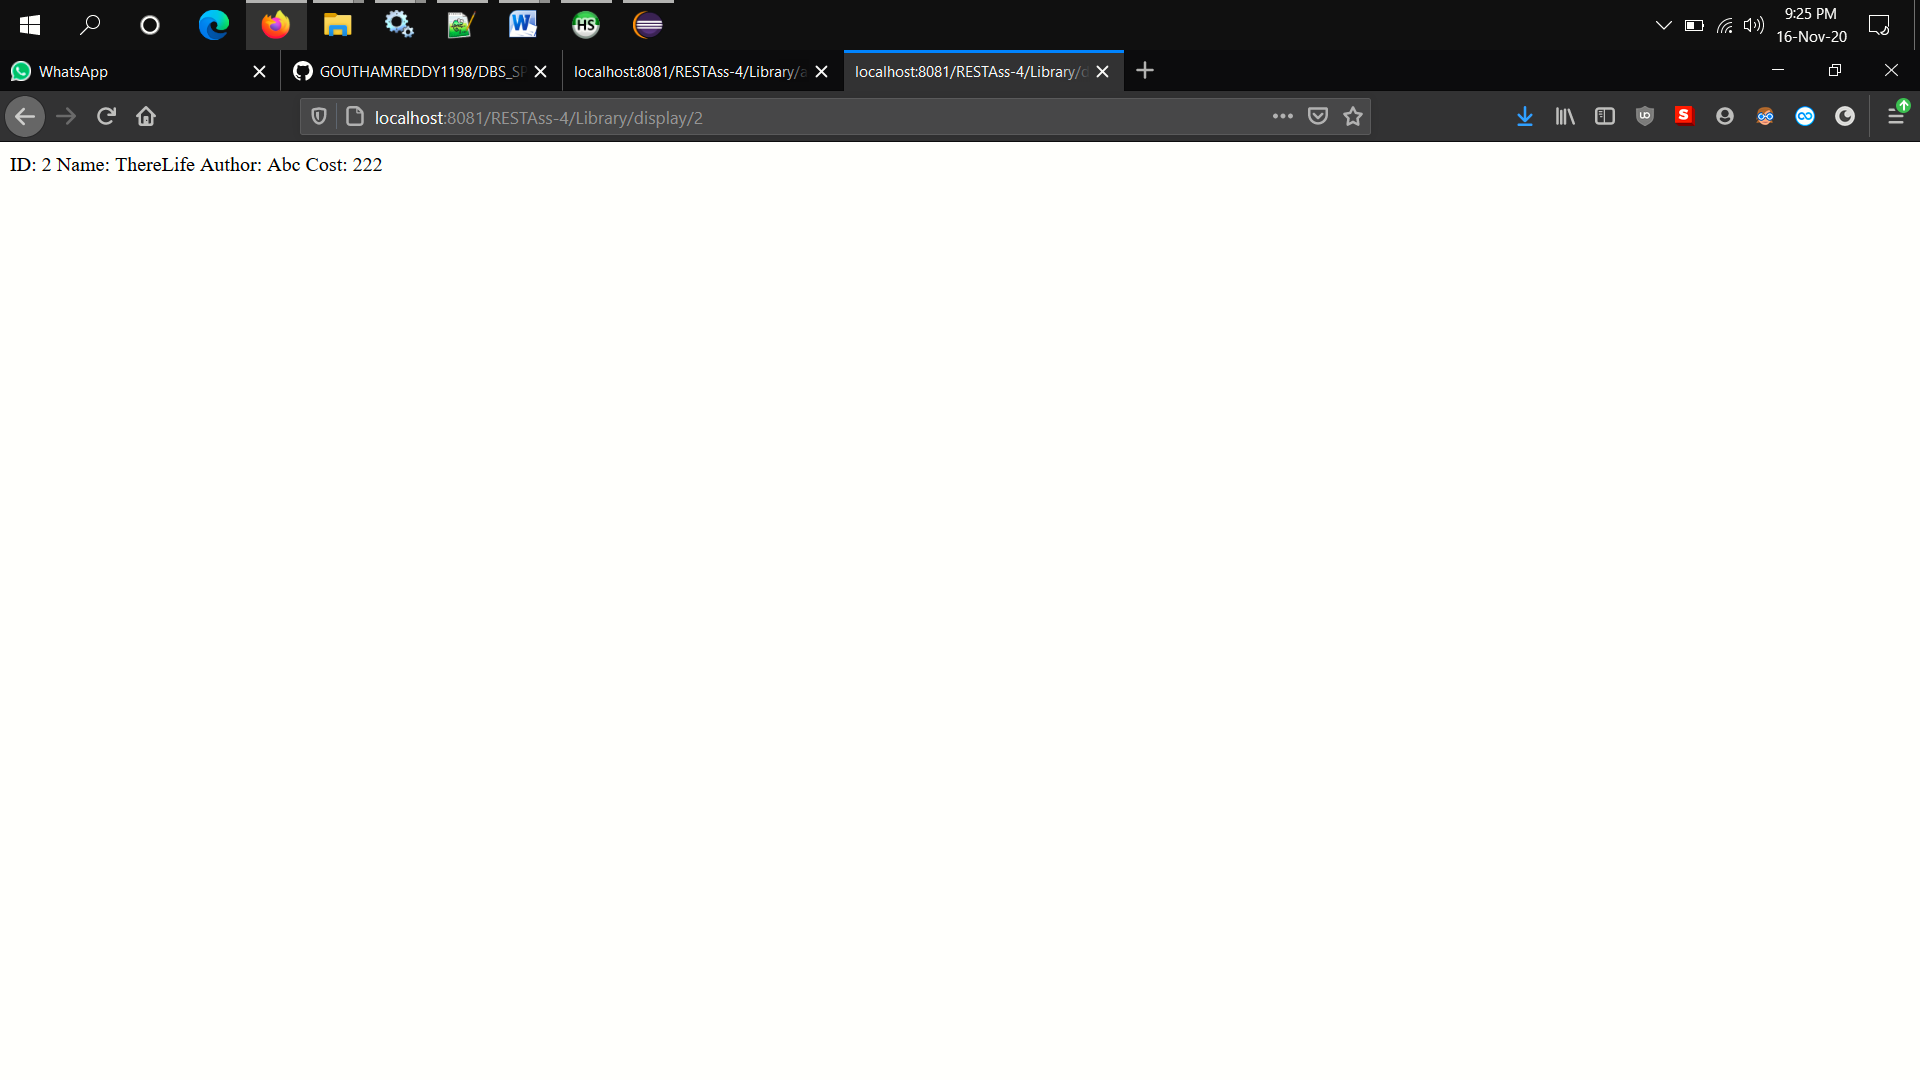 9:25 PM
16-Nov-20
WhatsApp
GOUTHAMREDDY1198/DBS_SP
localhost:8081/RESTAss-4/Library/a
localhost:8081/RESTAss-4/Library/d
localhost:8081/RESTAss-4/Library/display/2
ID: 2 Name: ThereLife Author: Abc Cost: 222